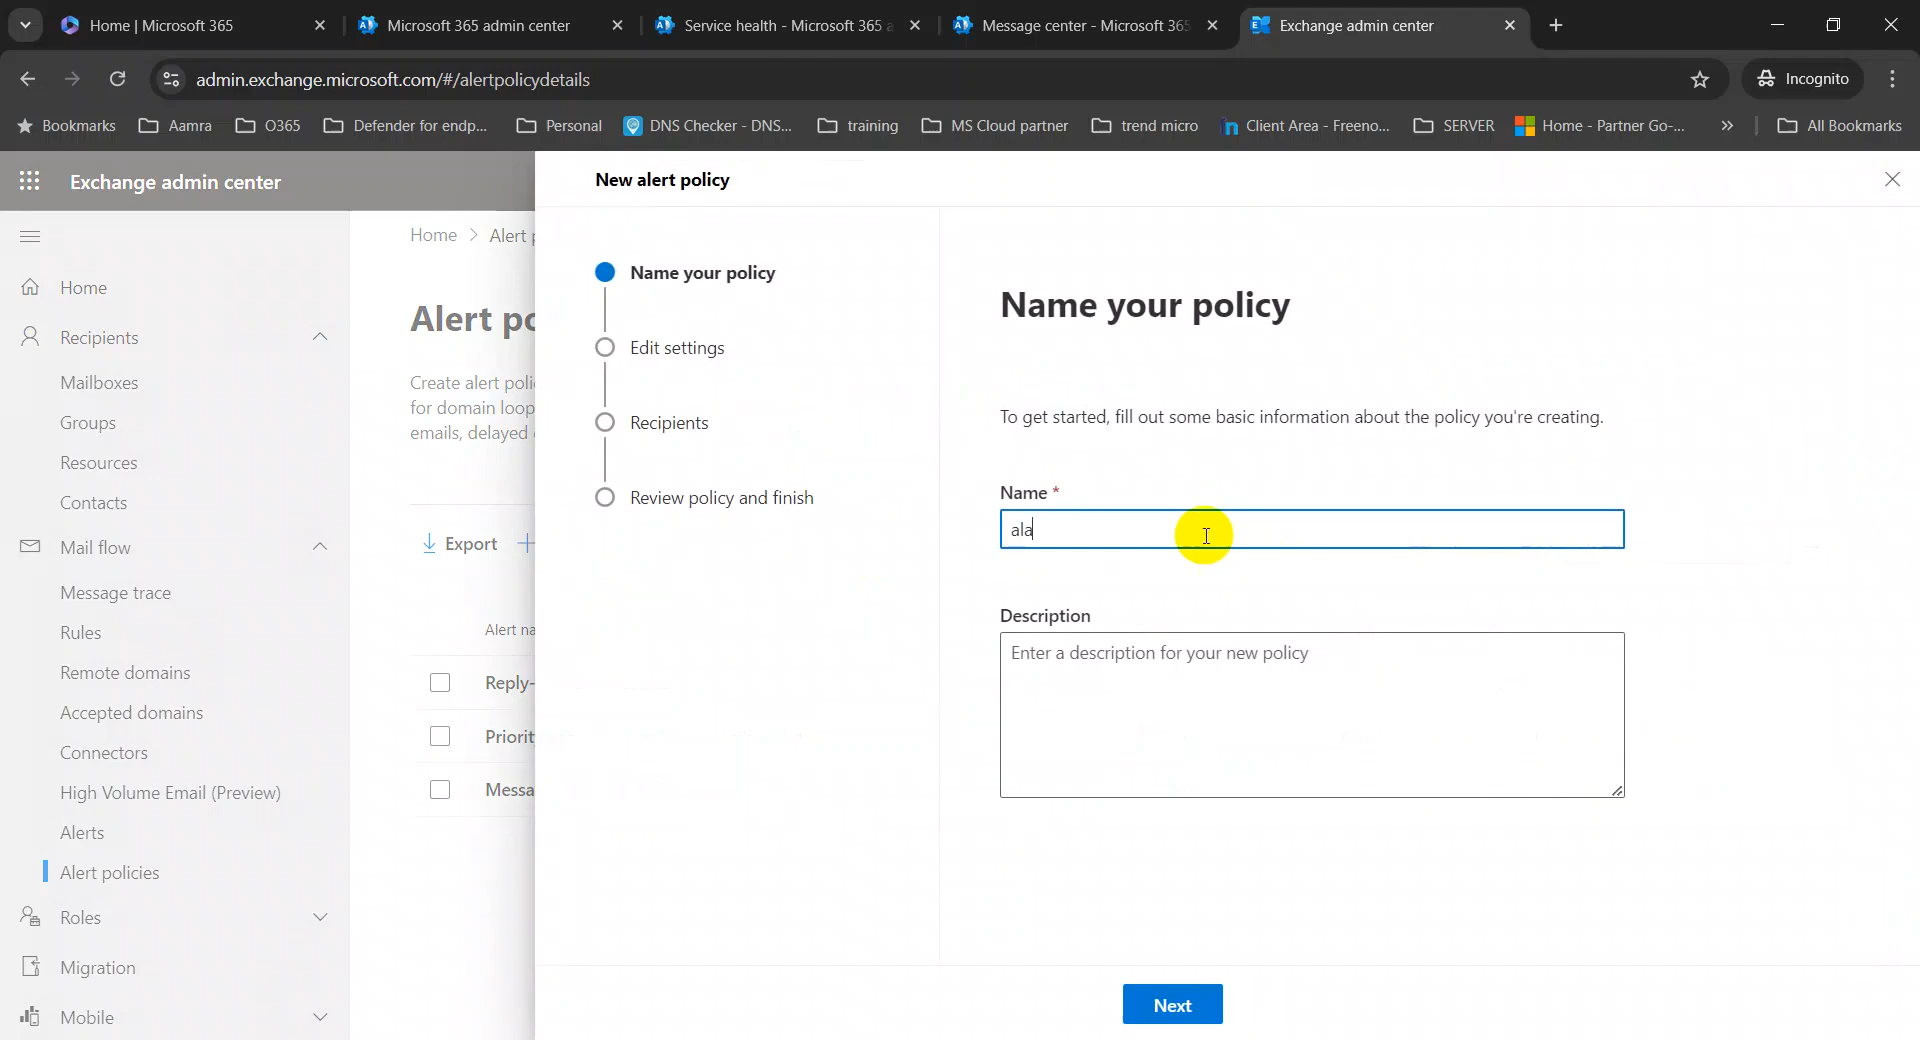 Home | Microsoft 365
Microsoft 365 admin center
Service health - Microsoft 365 a
Message center - Microsoft 365
Exchange admin center
admin.exchange.microsoft.com/#/alertpolicydetails
Incognito
Bookmarks
Aamra
O365
Defender for endp...
Personal
DNS Checker - DNS...
training
MS Cloud partner
trend micro
Client Area - Freeno...
SERVER
Home - Partner Go-...
All Bookmarks
Exchange admin center
Home
Recipients
Mailboxes
Groups
Resources
Contacts
Mail flow
Message trace
Rules
Remote domains
Accepted domains
Connectors
High Volume Email (Preview)
Alerts
Alert policies
Roles
Migration
Mobile
Home > Alert p
Alert po
Create alert poli
for domain loop
emails, delayed
Export
Alert na
Reply-
Priorit
Messa
New alert policy
Name your policy
Edit settings
Recipients
Review policy and finish
Name your policy
To get started, fill out some basic information about the policy you're creating.
Name *
ala
Description
Enter a description for your new policy
Next